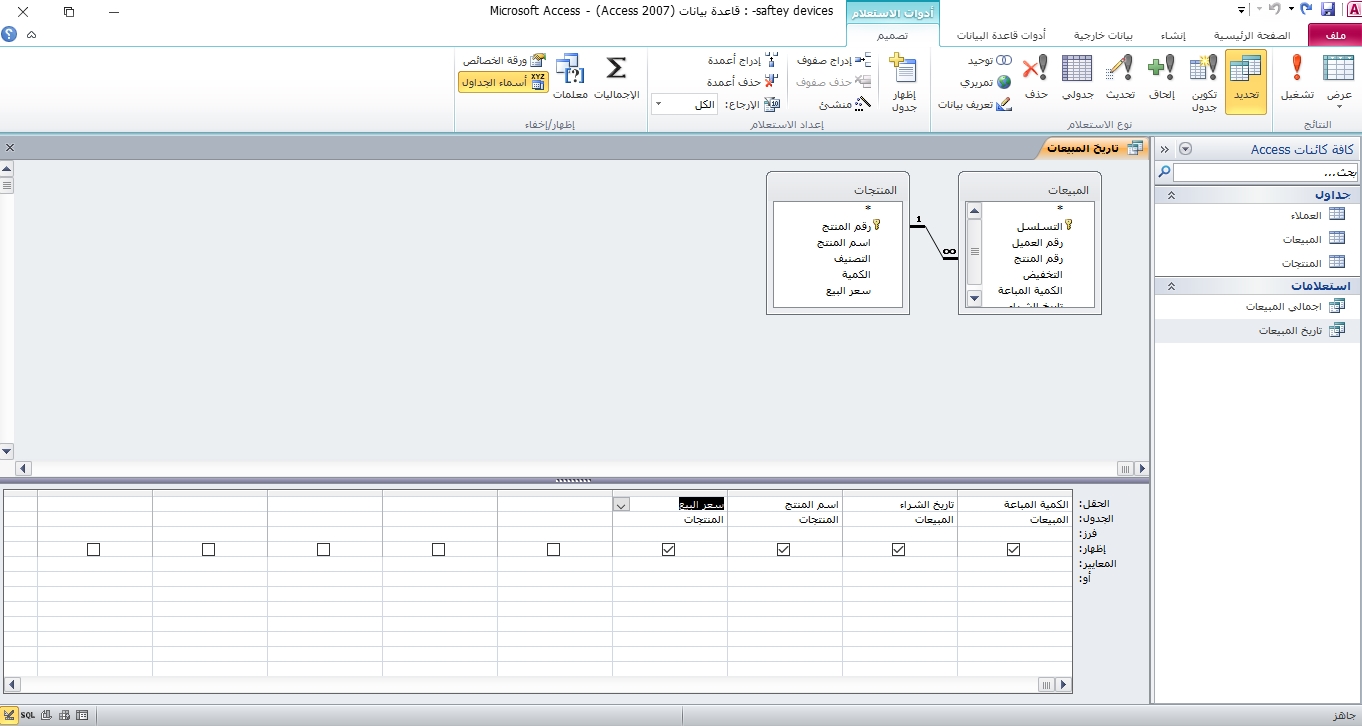 saftey devices- : قاعدة بيانات (Access 2007) - Microsoft Access
أدوات الاستعلام
ملف
الصفحة الرئيسية
إنشاء
بيانات خارجية
أدوات قاعدة البيانات
تصميم
عرض
تشغيل
النتائج
تحديد
تكوين جدول
إلحاق
تحديث
جدولي
حذف
توحيد
تمريري
تعريف بيانات
نوع الاستعلام
إظهار جدول
إدراج صفوف
حذف صفوف
منشئ
إدراج أعمدة
حذف أعمدة
الإرجاع: الكل
إعداد الاستعلام
الإجماليات
معلمات
ورقة الخصائص
أسماء الجداول
إظهار/إخفاء
كافة كائنات Access
بحث...
جداول
العملاء
المبيعات
المنتجات
استعلامات
اجمالي المبيعات
تاريخ المبيعات
تاريخ المبيعات
المبيعات
*
التسلسل
رقم العميل
رقم المنتج
التخفيض
الكمية المباعة
تاريخ الشراء
∞
1
المنتجات
*
رقم المنتج
اسم المنتج
التصنيف
الكمية
سعر البيع
الحقل: الكمية المباعة تاريخ الشراء اسم المنتج سعر البيع
الجدول: المبيعات المبيعات المنتجات المنتجات
فرز:
إظهار:
المعايير:
أو:
جاهز
SQL